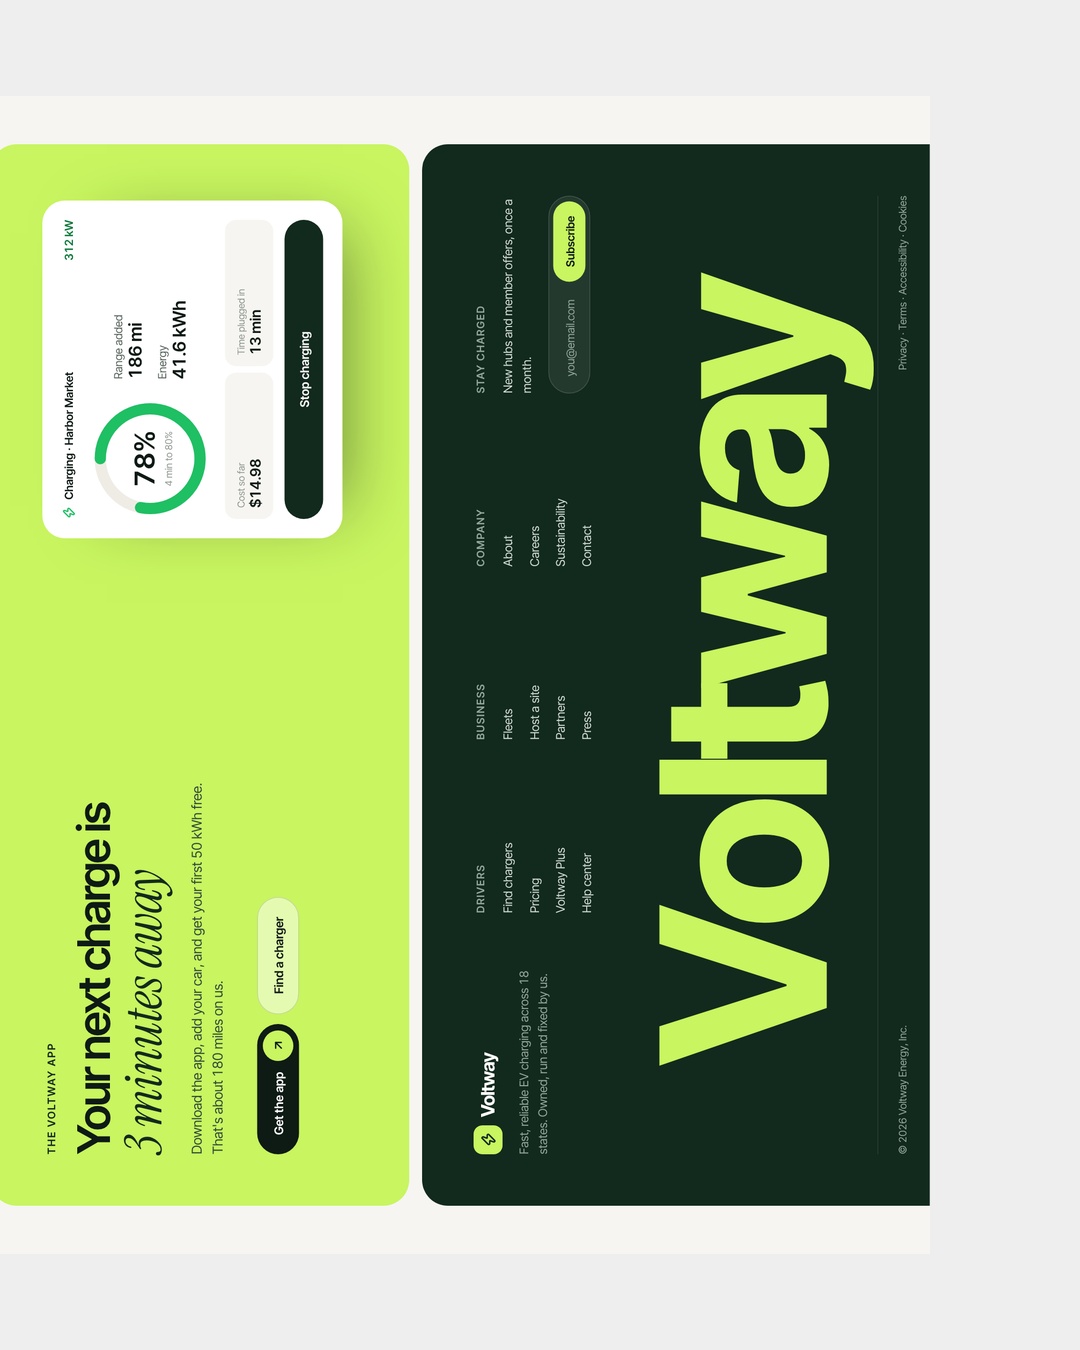 THE VOLTWAY APP
Your next charge is
3 minutes away
Download the app, add your car, and get your first 50 kWh free.
That's about 180 miles on us.
Get the app
Find a charger
Charging · Harbor Market
312 kW
78%
4 min to 80%
Range added
186 mi
Energy
41.6 kWh
Cost so far
$14.98
Time plugged in
13 min
Stop charging
Voltway
Fast, reliable EV charging across 18
states. Owned, run and fixed by us.
DRIVERS
Find chargers
Pricing
Voltway Plus
Help center
BUSINESS
Fleets
Host a site
Partners
Press
COMPANY
About
Careers
Sustainability
Contact
STAY CHARGED
New hubs and member offers, once a
month.
you@email.com
Subscribe
Voltway
© 2026 Voltway Energy, Inc.
Privacy · Terms · Accessibility · Cookies